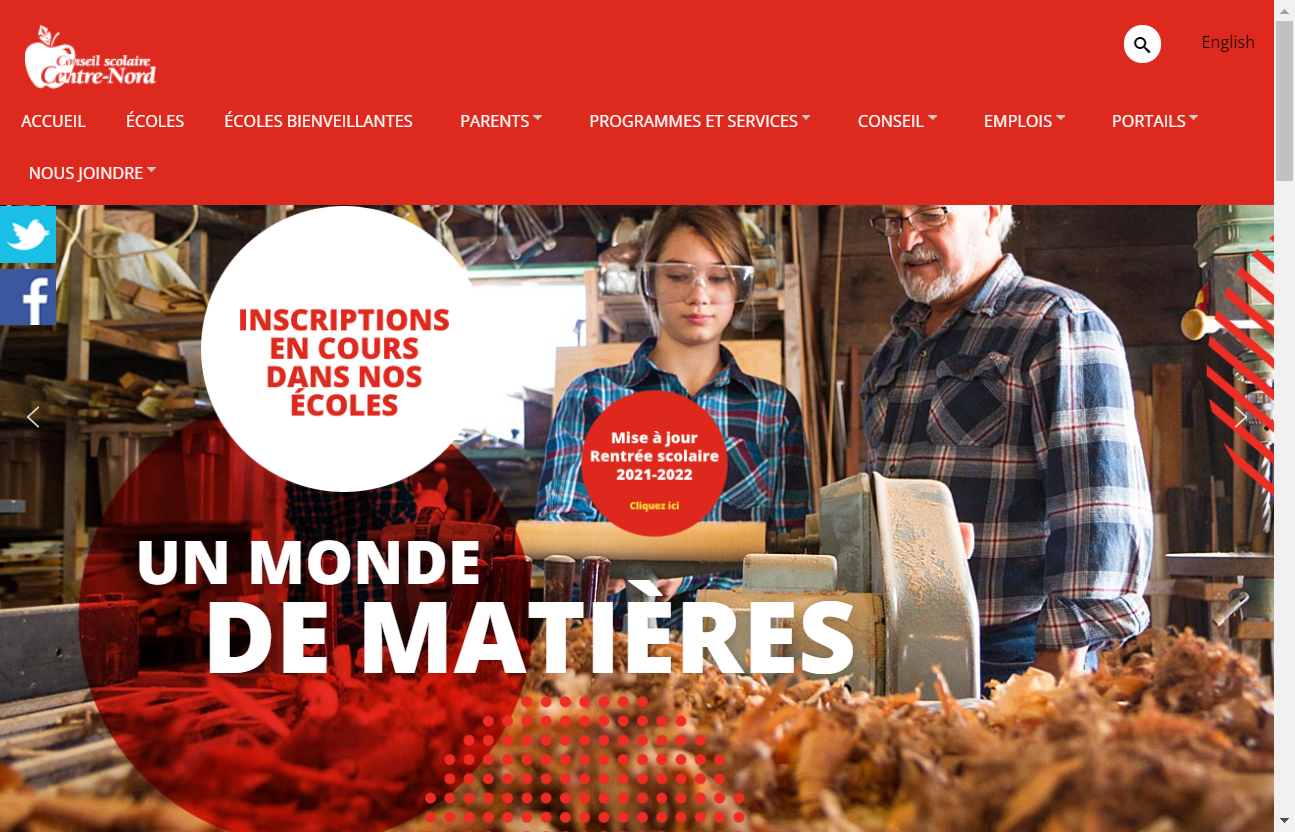 Conseil scolaire
Centre-Nord
English
ACCUEIL
ÉCOLES
ÉCOLES BIENVEILLANTES
PARENTS
PROGRAMMES ET SERVICES
CONSEIL
EMPLOIS
PORTAILS
NOUS JOINDRE
INSCRIPTIONS
EN COURS
DANS NOS
ÉCOLES
Mise à jour
Rentrée scolaire
2021-2022
Cliquez ici
UN MONDE
DE MATIÈRES